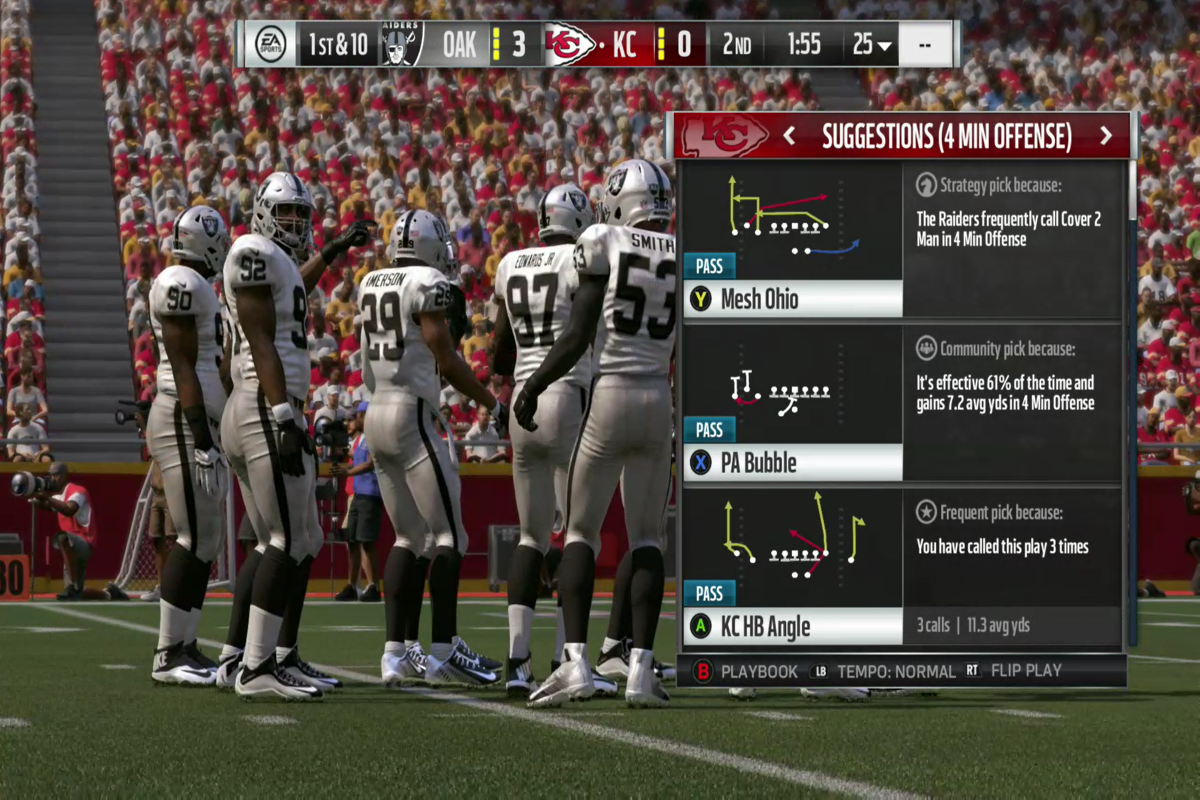 EA SPORTS 1ST & 10 RAIDERS OAK 3 KC KC 0 2ND 1:55 25 --
SUGGESTIONS (4 MIN OFFENSE)
PASS
Y Mesh Ohio
Strategy pick because:
The Raiders frequently call Cover 2
Man in 4 Min Offense
PASS
X PA Bubble
Community pick because:
It's effective 61% of the time and
gains 7.2 avg yds in 4 Min Offense
PASS
A KC HB Angle
Frequent pick because:
You have called this play 3 times
3 calls | 11.3 avg yds
B PLAYBOOK LB TEMPO: NORMAL RT FLIP PLAY
90
92
AMERSON
29
EDWARDS JR
97
SMITH
53